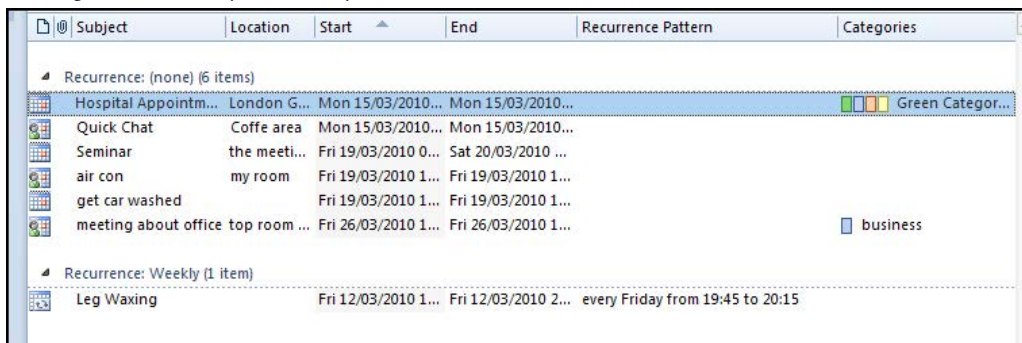 Subject Location Start End Recurrence Pattern Categories
Recurrence: (none) (6 items)
Hospital Appointm... London G... Mon 15/03/2010... Mon 15/03/2010... Green Categor...
Quick Chat Coffe area Mon 15/03/2010... Mon 15/03/2010...
Seminar the meeti... Fri 19/03/2010 0... Sat 20/03/2010 ...
air con my room Fri 19/03/2010 1... Fri 19/03/2010 1...
get car washed Fri 19/03/2010 1... Fri 19/03/2010 1...
meeting about office top room ... Fri 26/03/2010 1... Fri 26/03/2010 1... business
Recurrence: Weekly (1 item)
Leg Waxing Fri 12/03/2010 1... Fri 12/03/2010 2... every Friday from 19:45 to 20:15